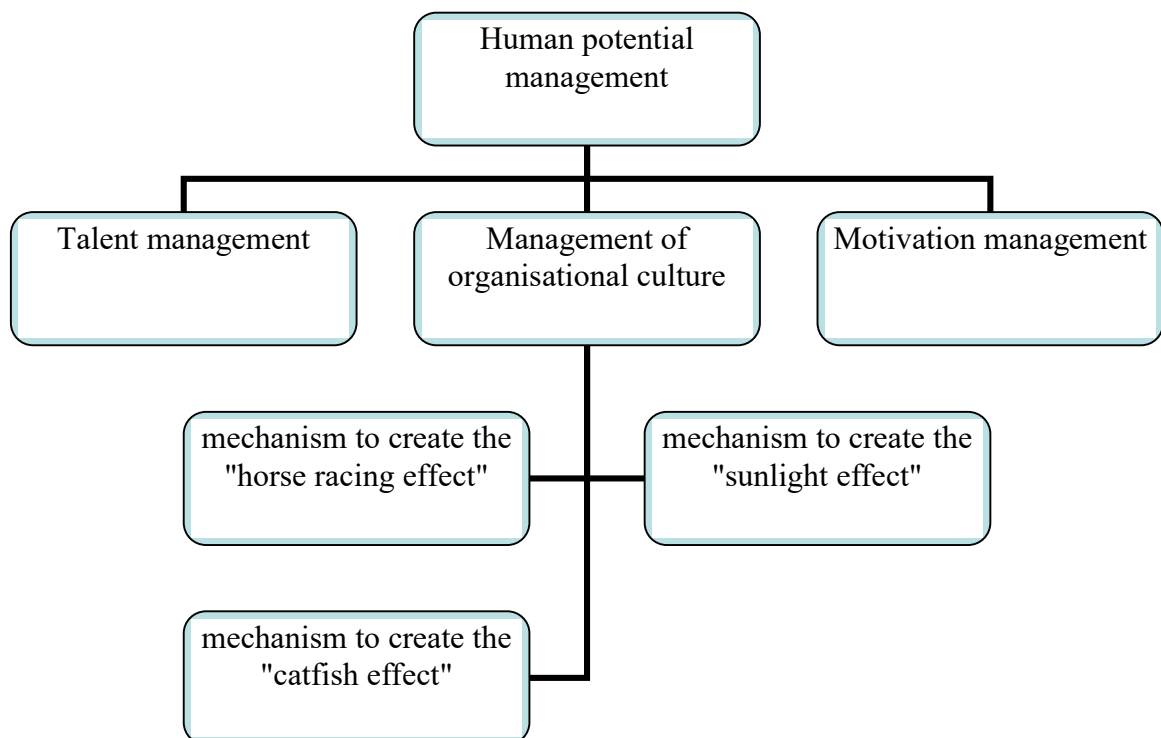 Human potential
management
Talent management
Management of
organisational culture
Motivation management
mechanism to create the
"horse racing effect"
mechanism to create the
"sunlight effect"
mechanism to create the
"catfish effect"